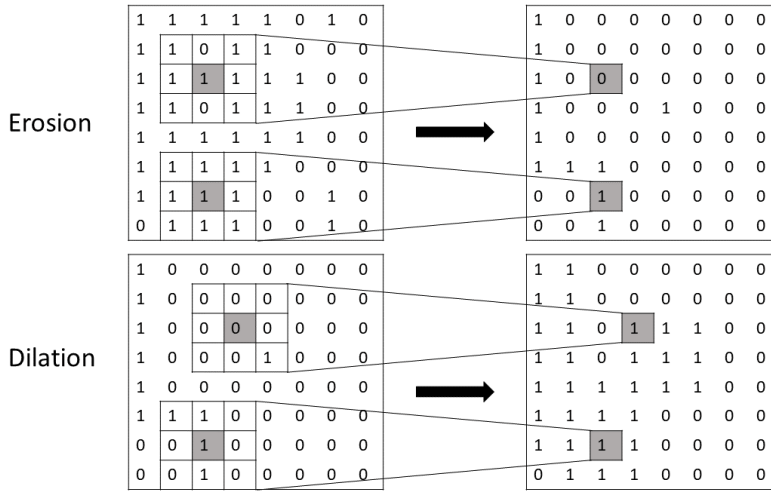 Erosion
1 1 1 1 1 0 1 0
1 1 0 1 1 0 0 0
1 1 1 1 1 1 0 0
1 1 0 1 1 1 0 0
1 1 1 1 1 1 0 0
1 1 1 1 1 0 0 0
1 1 1 1 0 0 1 0
0 1 1 1 0 0 1 0
1 0 0 0 0 0 0 0
1 0 0 0 0 0 0 0
1 0 0 0 0 0 0 0
1 0 0 0 1 0 0 0
1 0 0 0 0 0 0 0
1 1 1 0 0 0 0 0
0 0 1 0 0 0 0 0
0 0 1 0 0 0 0 0
Dilation
1 0 0 0 0 0 0 0
1 0 0 0 0 0 0 0
1 0 0 0 0 0 0 0
1 0 0 0 1 0 0 0
1 0 0 0 0 0 0 0
1 1 1 0 0 0 0 0
0 0 1 0 0 0 0 0
0 0 1 0 0 0 0 0
1 1 0 0 0 0 0 0
1 1 0 0 0 0 0 0
1 1 0 1 1 1 0 0
1 1 0 1 1 1 0 0
1 1 1 1 1 1 0 0
1 1 1 1 0 0 0 0
1 1 1 1 0 0 0 0
0 1 1 1 0 0 0 0